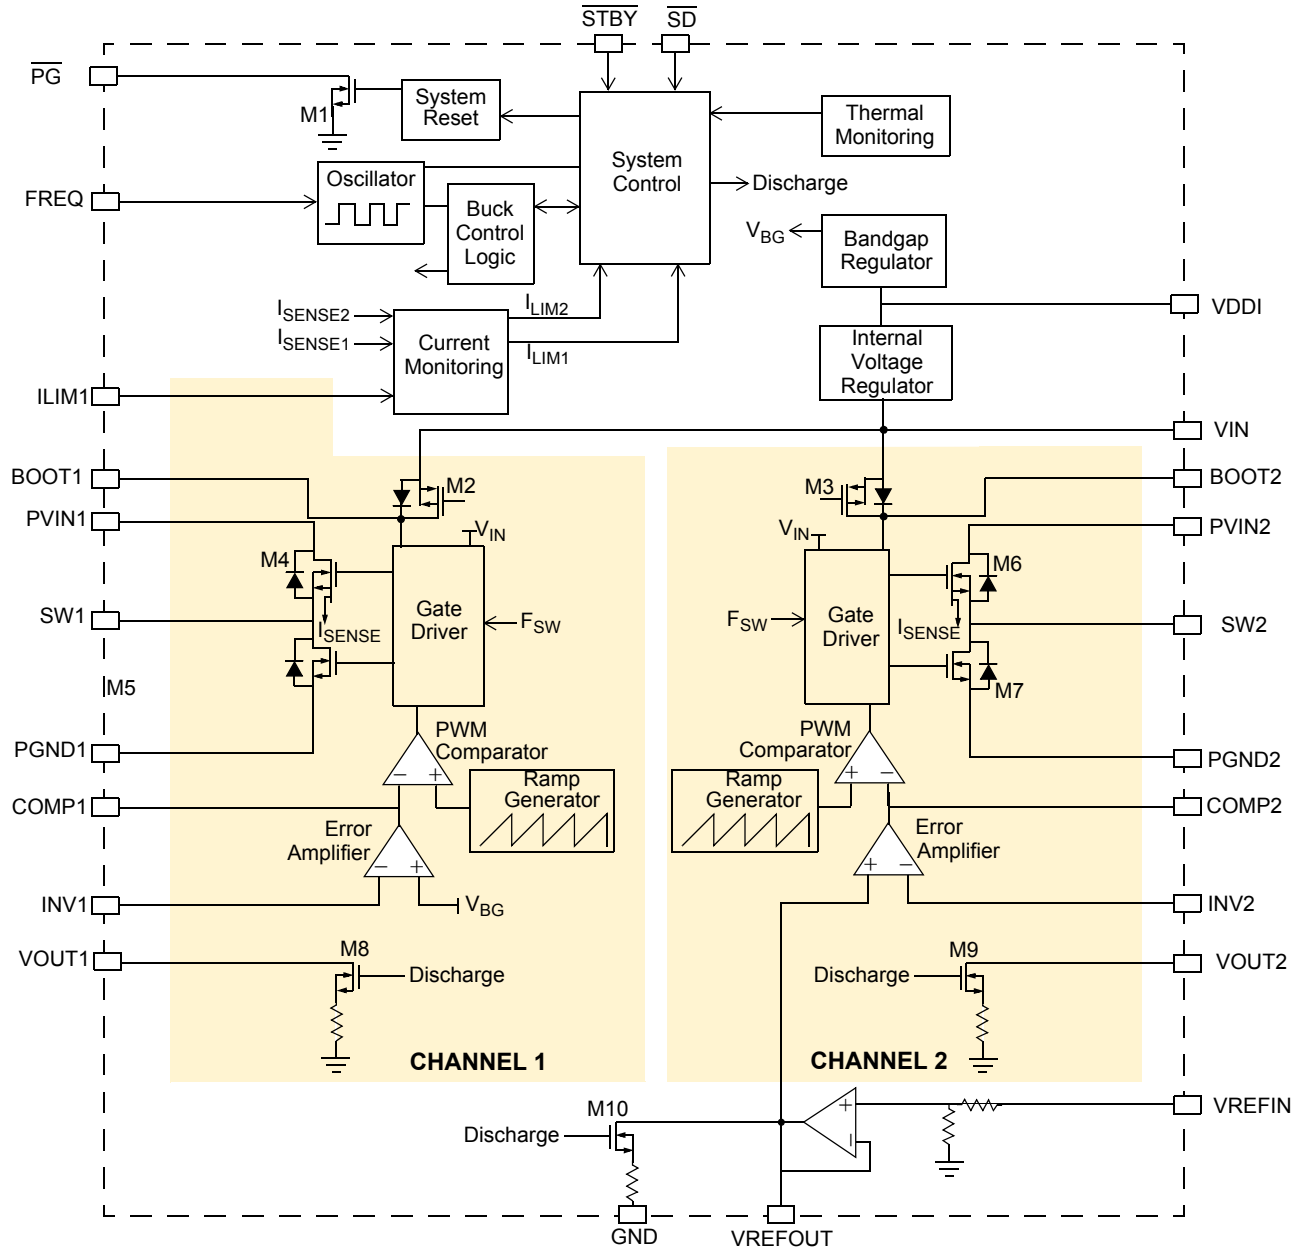 STBY
SD
PG
M1
System
Reset
Thermal
Monitoring
System
Control
Oscillator
Discharge
FREQ
Buck
Control
Logic
VBG
Bandgap
Regulator
ISENSE2
ILIM2
VDDI
ISENSE1
Current
Monitoring
ILIM1
Internal
Voltage
Regulator
ILIM1
VIN
BOOT1
M2
M3
BOOT2
PVIN1
VIN
VIN
PVIN2
M4
M6
SW1
Gate
Driver
FSW
FSW
Gate
Driver
SW2
ISENSE
ISENSE
M5
M7
PGND1
PWM
Comparator
PWM
Comparator
PGND2
−
+
+
−
Ramp
Generator
Ramp
Generator
COMP1
COMP2
Error
Amplifier
Error
Amplifier
−
+
+
−
INV1
VBG
INV2
VOUT1
M8
Discharge
M9
Discharge
VOUT2
CHANNEL 1
CHANNEL 2
M10
+
−
VREFIN
Discharge
GND
VREFOUT